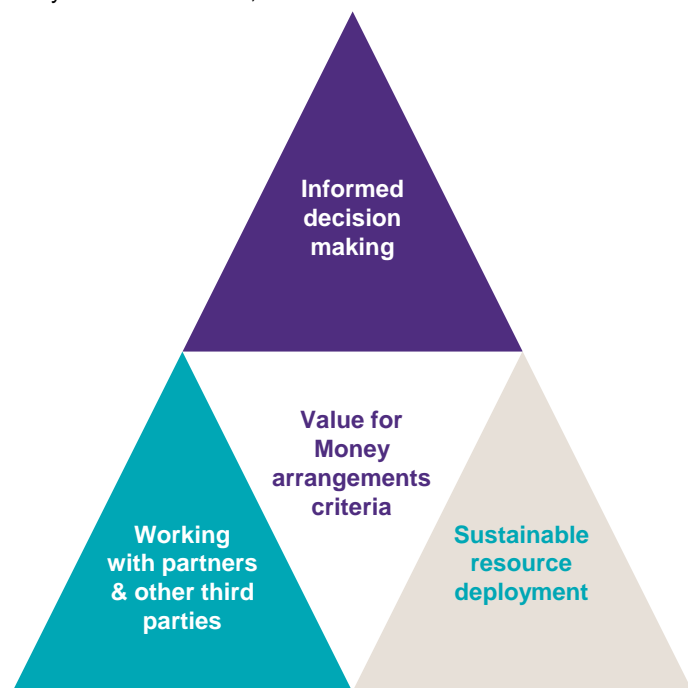 Informed
decision
making
Value for
Money
arrangements
criteria
Working
with partners
& other third
parties
Sustainable
resource
deployment